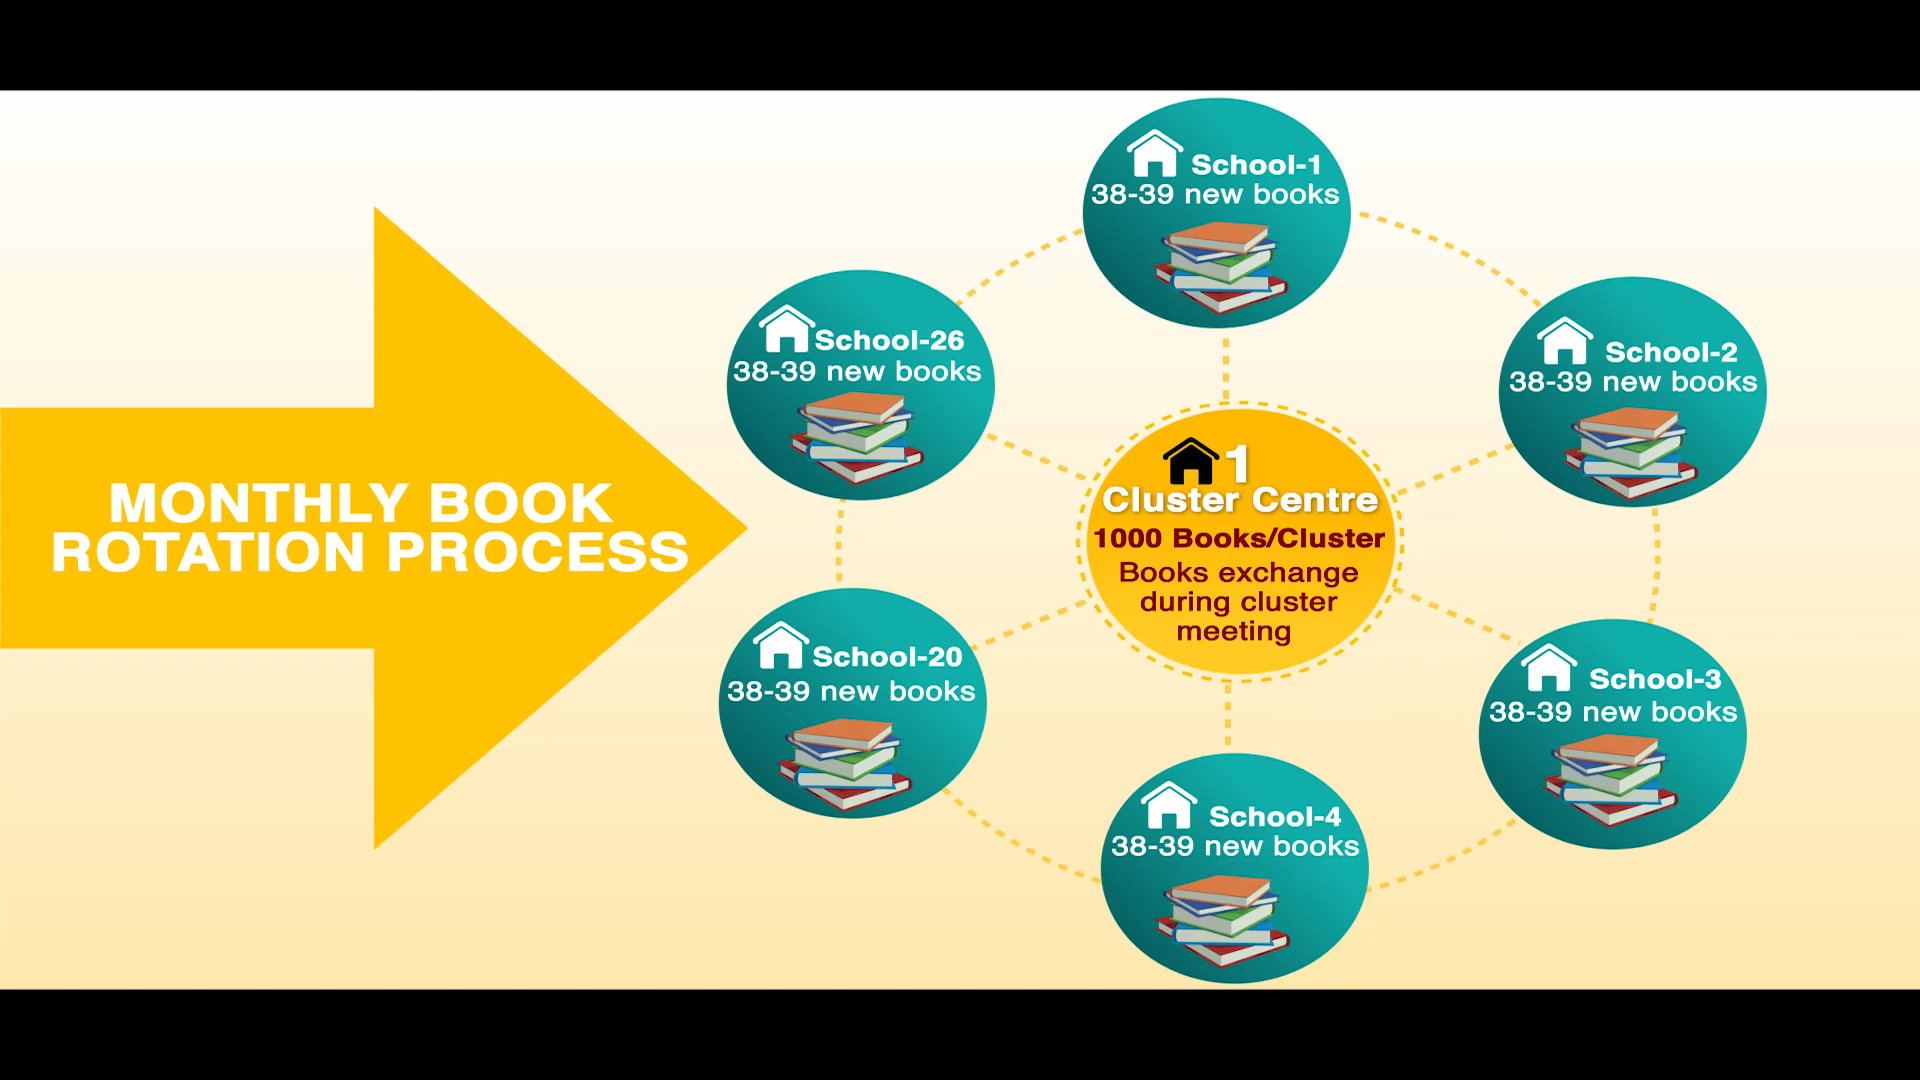 MONTHLY BOOK
ROTATION PROCESS
School-1
38-39 new books
School-2
38-39 new books
School-3
38-39 new books
School-4
38-39 new books
School-20
38-39 new books
School-26
38-39 new books
1
Cluster Centre
1000 Books/Cluster
Books exchange
during cluster
meeting